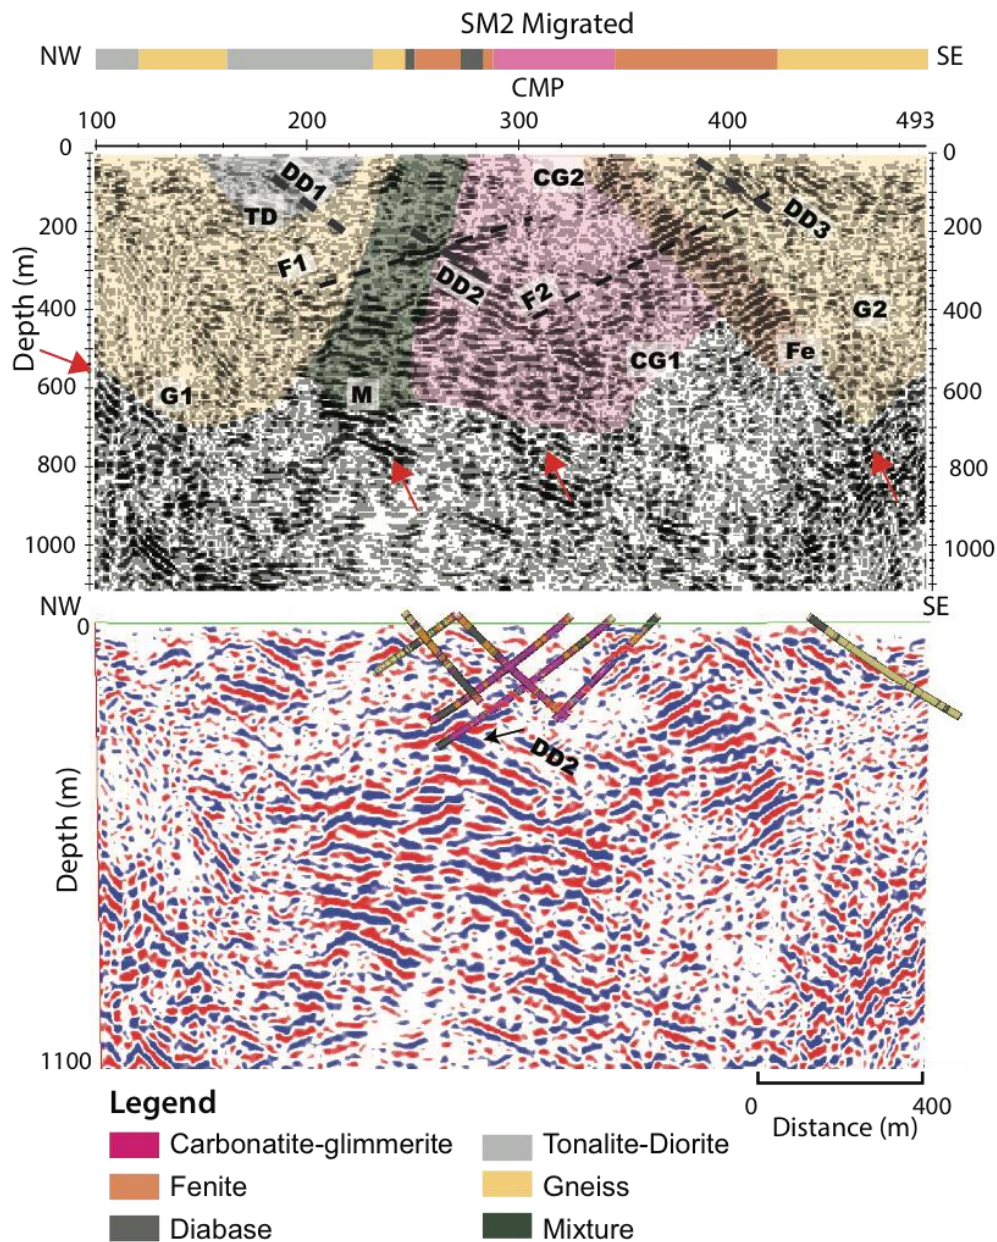 SM2 Migrated
NW SE
CMP
100 200 300 400 493
0 0
DD1 CG2
TD DD3
200 200
F1 DD2 F2
400 G2 400
Depth (m)
CG1 Fe
600 G1 M 600
800 800
1000 1000
NW SE
0
DD2
Depth (m)
1100
0 400
Distance (m)
Legend
Carbonatite-glimmerite Tonalite-Diorite
Fenite Gneiss
Diabase Mixture